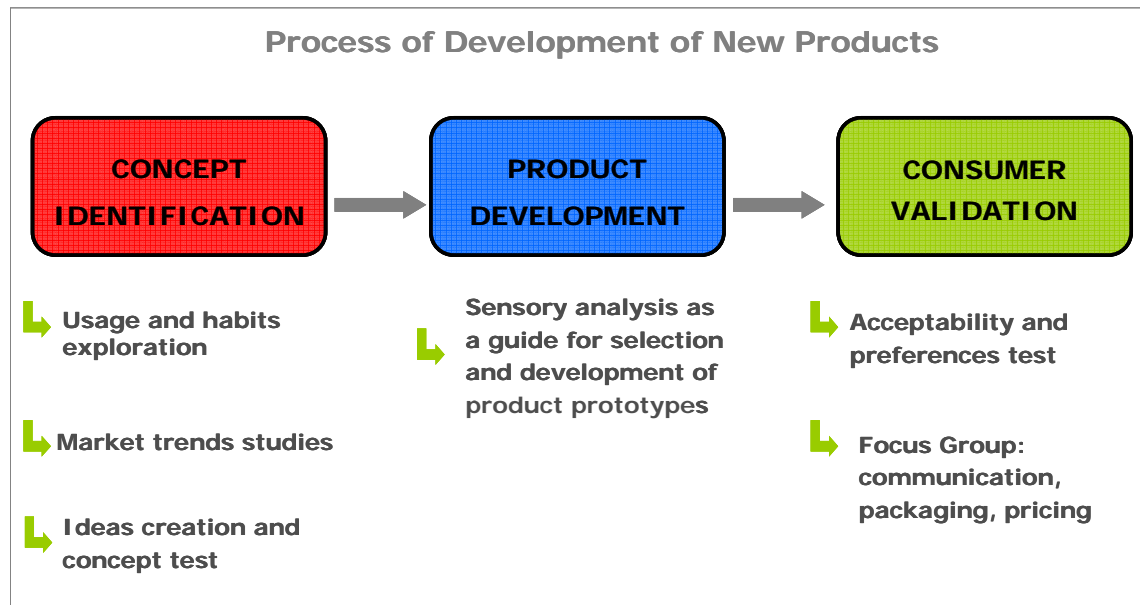 Process of Development of New Products
CONCEPT
IDENTIFICATION
PRODUCT
DEVELOPMENT
CONSUMER
VALIDATION
Usage and habits
exploration
Market trends studies
Ideas creation and
concept test
Sensory analysis as
a guide for selection
and development of
product prototypes
Acceptability and
preferences test
Focus Group:
communication,
packaging, pricing